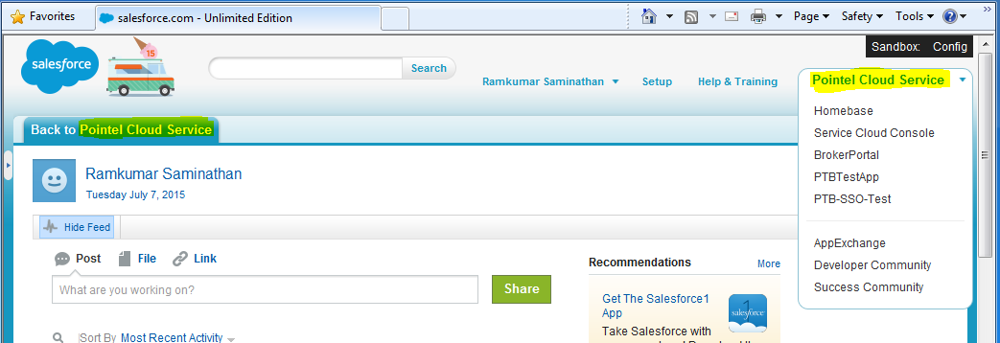 Favorites
salesforce.com - Unlimited Edition
Page
Safety
Tools
Sandbox: Config
salesforce
15
Search
Ramkumar Saminathan
Setup
Help & Training
Pointel Cloud Service
Homebase
Service Cloud Console
BrokerPortal
PTBTestApp
PTB-SSO-Test
AppExchange
Developer Community
Success Community
Back to Pointel Cloud Service
Ramkumar Saminathan
Tuesday July 7, 2015
Hide Feed
Post
File
Link
What are you working on?
Share
Sort By Most Recent Activity
Recommendations
More
Get The Salesforce1
App
1
salesforce
Take Salesforce with